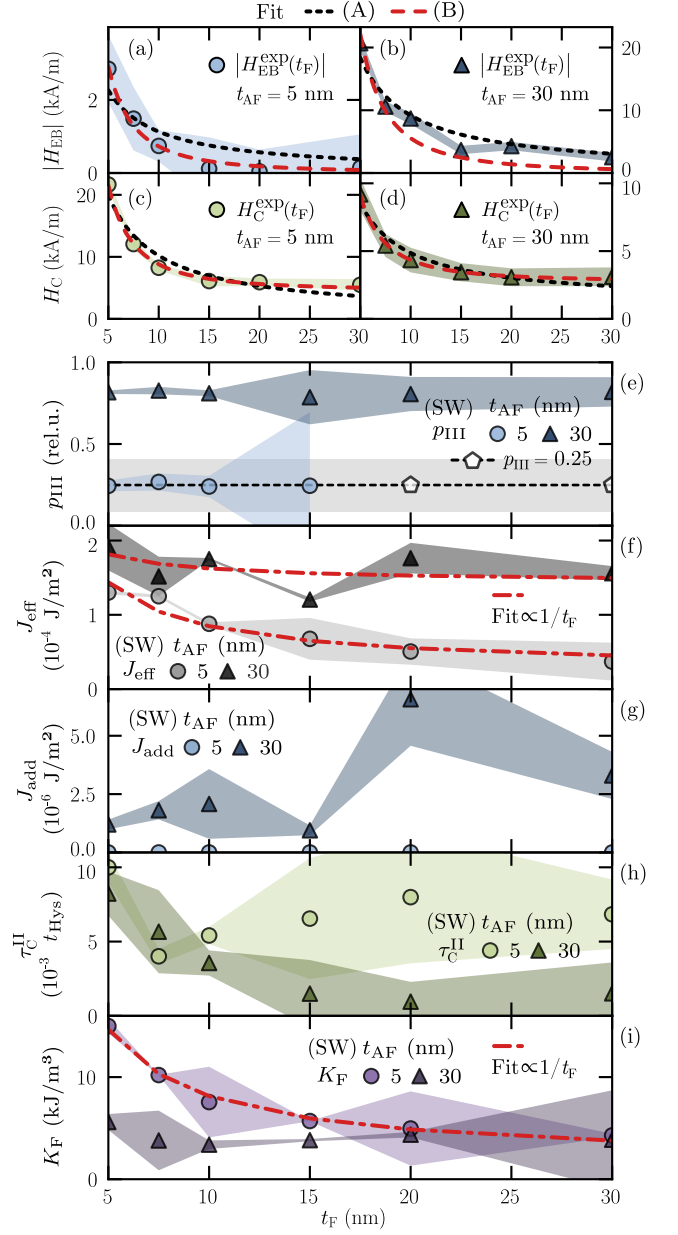 Fit (A) (B)
(a) |H_EB^exp(t_F)|
t_AF = 5 nm
(b) |H_EB^exp(t_F)|
t_AF = 30 nm
|H_EB| (kA/m)
2
0
20
10
0
(c) H_C^exp(t_F)
t_AF = 5 nm
(d) H_C^exp(t_F)
t_AF = 30 nm
H_C (kA/m)
20
10
0
10
5
0
5 10 15 20 25 30 10 15 20 25 30
(e)
p_III (rel.u.)
1.0
0.5
0.0
(SW) t_AF (nm)
p_III 5 30
p_III = 0.25
(f)
J_eff
(10^-4 J/m^2)
2
1
0
Fit∝1/t_F
(SW) t_AF (nm)
J_eff 5 30
(g)
J_add
(10^-6 J/m^2)
5.0
2.5
0.0
(SW) t_AF (nm)
J_add 5 30
(h)
τ_C^II
(10^-3 t_Hys)
10
5
0
(SW) t_AF (nm)
τ_C^II 5 30
(i)
K_F (kJ/m^3)
10
0
(SW) t_AF (nm)
K_F 5 30
Fit∝1/t_F
5 10 15 20 25 30
t_F (nm)